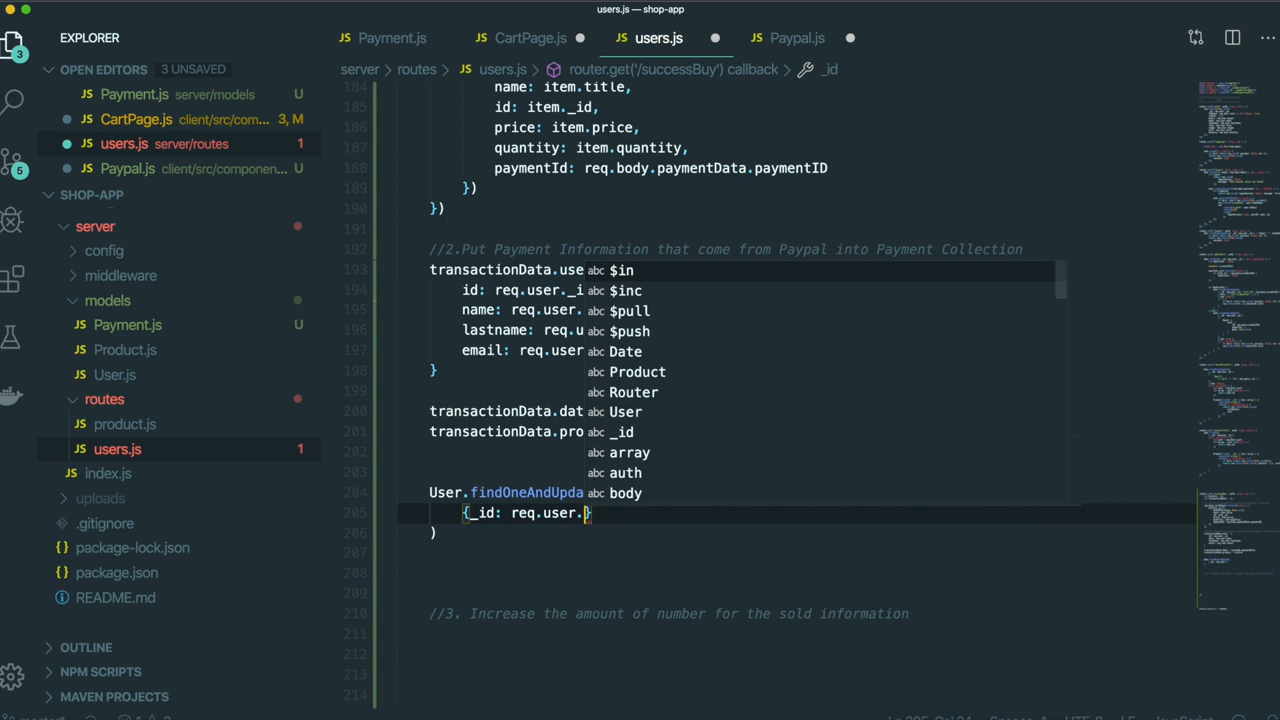 users.js — shop-app
EXPLORER
Payment.js
CartPage.js
users.js
Paypal.js
OPEN EDITORS 3 UNSAVED
server > routes > JS users.js > router.get('/successBuy') callback > _id
JS Payment.js server/models U
JS CartPage.js client/src/com... 3, M
JS users.js server/routes 1
JS Paypal.js client/src/componen...
SHOP-APP
server
config
middleware
models
JS Payment.js U
JS Product.js
JS User.js
routes
JS product.js
JS users.js 1
JS index.js
uploads
.gitignore
package-lock.json
package.json
README.md
OUTLINE
NPM SCRIPTS
MAVEN PROJECTS
3
5
184 name: item.title,
185 id: item._id,
186 price: item.price,
187 quantity: item.quantity,
188 paymentId: req.body.paymentData.paymentID
189 })
190 })
191
192 //2.Put Payment Information that come from Paypal into Payment Collection
193 transactionData.use
194 id: req.user._i
195 name: req.user.
196 lastname: req.u
197 email: req.user
198 }
199
200 transactionData.dat
201 transactionData.pro
202
203
204 User.findOneAndUpda
205 {_id: req.user.}
206 )
207
208
209
210 //3. Increase the amount of number for the sold information
211
212
213
214
abc $in
abc $inc
abc $pull
abc $push
abc Date
abc Product
abc Router
abc User
abc _id
abc array
abc auth
abc body